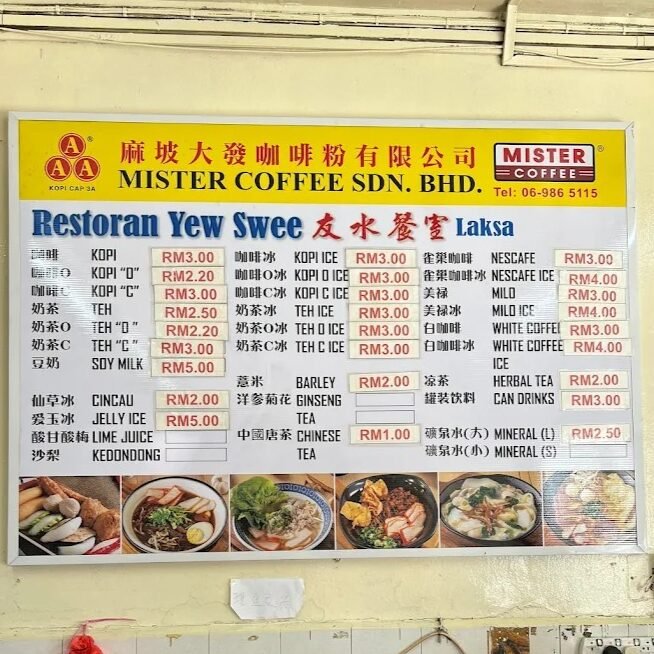 A
A A ®
KOPI CAP 3A
麻坡大發咖啡粉有限公司
MISTER COFFEE SDN. BHD.
MISTER ®
COFFEE
Tel: 06-986 5115
Restoran Yew Swee 友水餐室 Laksa
咖啡 KOPI RM3.00 咖啡冰 KOPI ICE RM3.00 雀巢咖啡 NESCAFE RM3.00
咖啡O KOPI "O" RM2.20 咖啡O冰 KOPI O ICE RM3.00 雀巢咖啡冰 NESCAFE ICE RM4.00
咖啡C KOPI "C" RM3.00 咖啡C冰 KOPI C ICE RM3.00 美禄 MILO RM3.00
奶茶 TEH RM2.50 奶茶冰 TEH ICE RM3.00 美禄冰 MILO ICE RM4.00
奶茶O TEH "O" RM2.20 奶茶O冰 TEH O ICE RM3.00 白咖啡 WHITE COFFEE RM3.00
奶茶C TEH "C" RM3.00 奶茶C冰 TEH C ICE RM3.00 白咖啡冰 WHITE COFFEE RM4.00
豆奶 SOY MILK RM5.00 ICE
薏米 BARLEY RM2.00 凉茶 HERBAL TEA RM2.00
仙草冰 CINCAU RM2.00 洋参菊花 GINSENG 罐装饮料 CAN DRINKS RM3.00
爱玉冰 JELLY ICE RM5.00 TEA
酸甘酸梅 LIME JUICE 中國唐茶 CHINESE RM1.00 礦泉水(大) MINERAL (L) RM2.50
沙梨 KEDONDONG TEA 礦泉水(小) MINERAL (S)